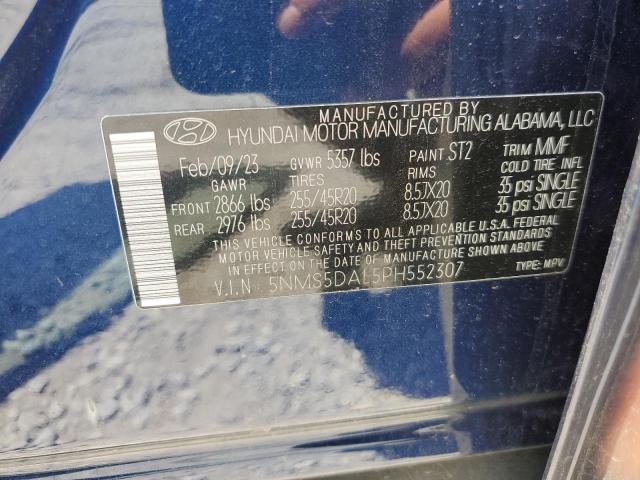 MANUFACTURED BY
HYUNDAI MOTOR MANUFACTURING ALABAMA, LLC
Feb/09/23 GVWR 5357 lbs PAINT ST2 TRIM MMF
GAWR TIRES RIMS COLD TIRE INFL
FRONT 2866 lbs 255/45R20 8.5JX20 35 psi SINGLE
REAR 2976 lbs 255/45R20 8.5JX20 35 psi SINGLE
THIS VEHICLE CONFORMS TO ALL APPLICABLE U.S.A. FEDERAL
MOTOR VEHICLE SAFETY AND THEFT PREVENTION STANDARDS
IN EFFECT ON THE DATE OF MANUFACTURE SHOWN ABOVE
V.I.N 5NMS5DAL5PH552307 TYPE: MPV